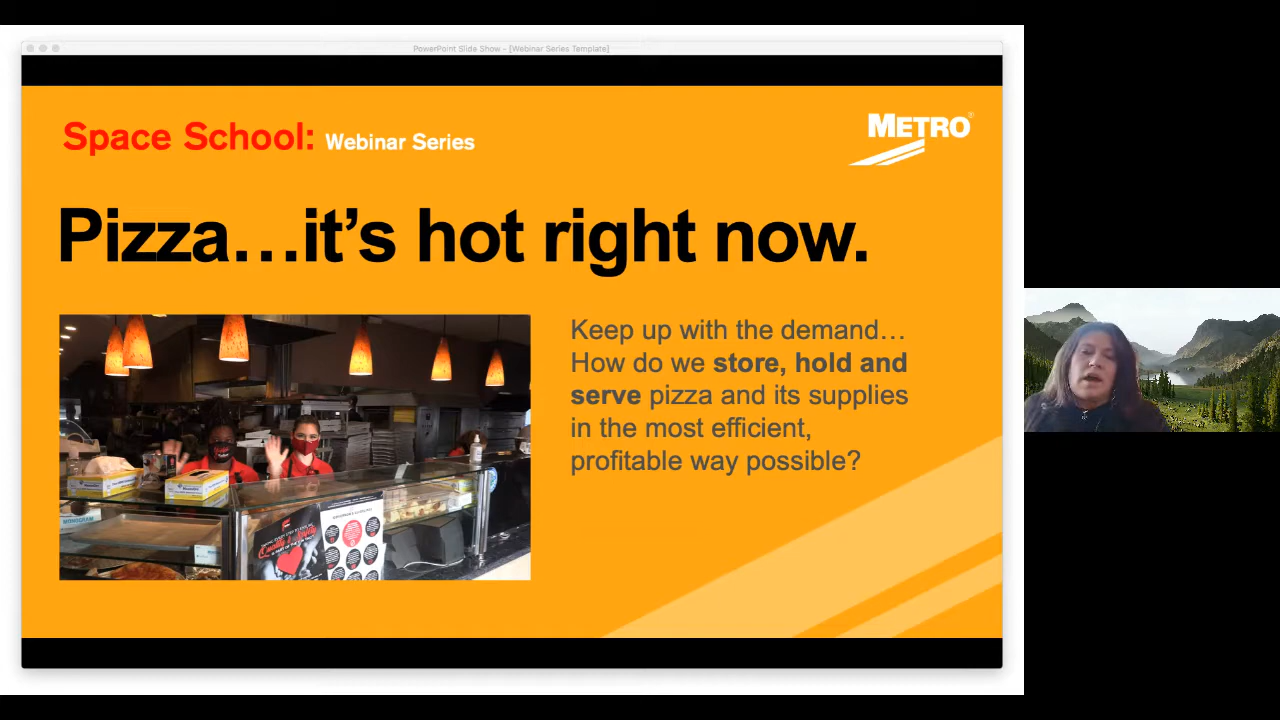 PowerPoint Slide Show - [Webinar Series Template]
Space School: Webinar Series
METRO®
Pizza…it’s hot right now.
Keep up with the demand…
How do we store, hold and
serve pizza and its supplies
in the most efficient,
profitable way possible?